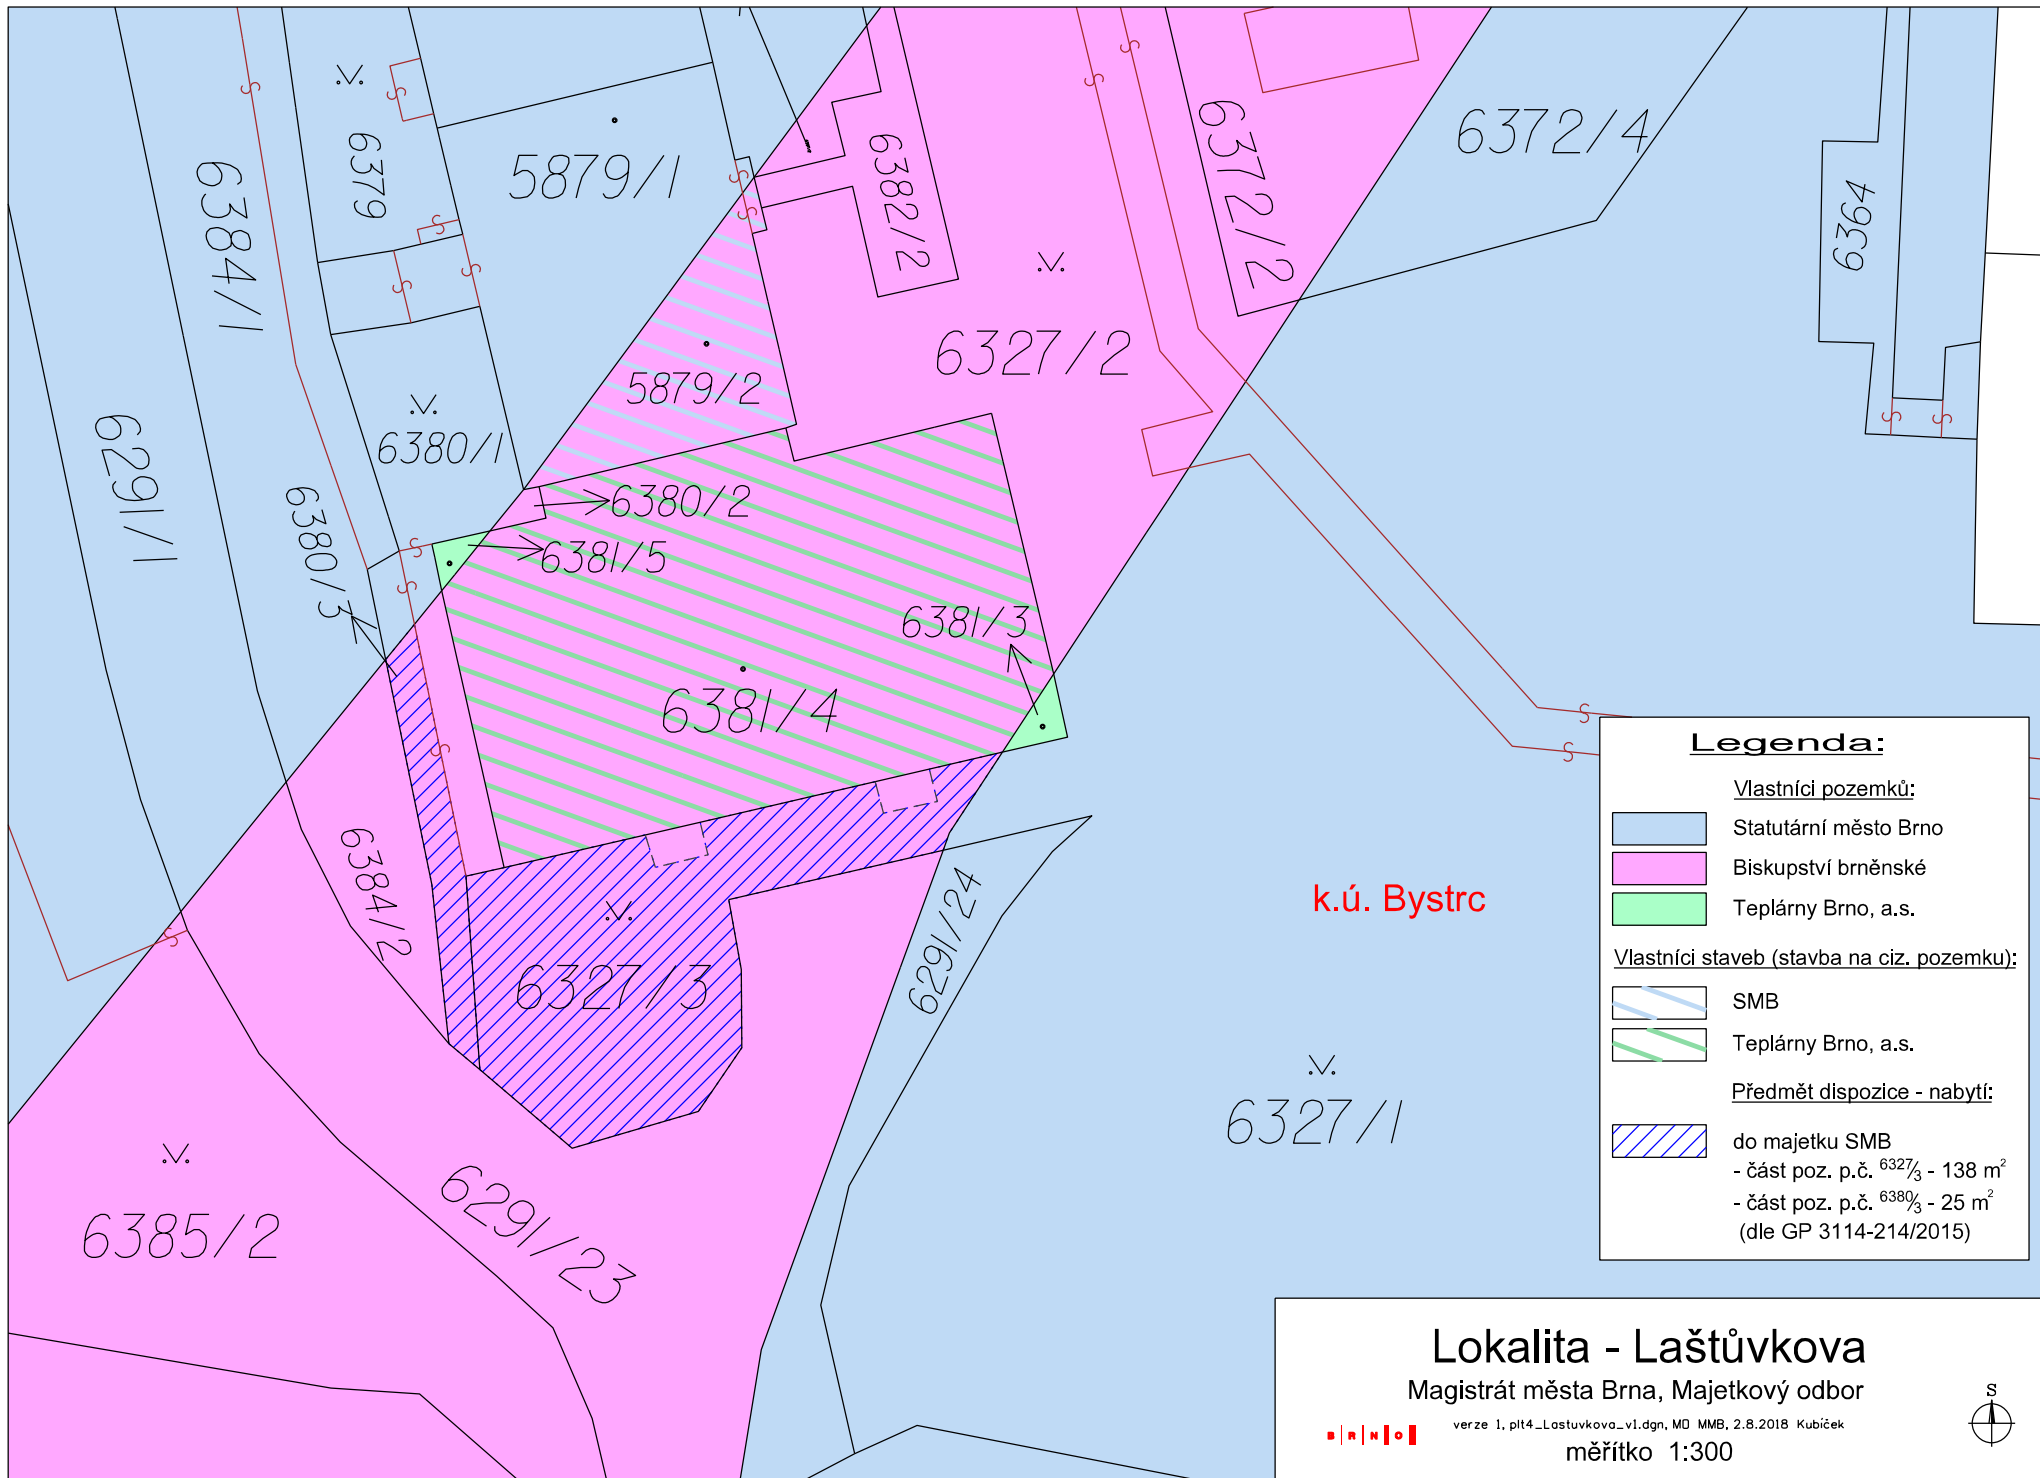 6379
5879/1
6384/1
6382/2
6372/2
6372/4
6364
6327/2
5879/2
6380/1
6291/1
6380/3
6380/2
6381/5
6381/3
6381/4
6384/2
6327/3
6291/24
k.ú. Bystrc
6327/1
6385/2
6291/23
Legenda:
Vlastníci pozemků:
Statutární město Brno
Biskupství brněnské
Teplárny Brno, a.s.
Vlastníci staveb (stavba na ciz. pozemku):
SMB
Teplárny Brno, a.s.
Předmět dispozice - nabytí:
do majetku SMB
- část poz. p.č. 6327/3 - 138 m²
- část poz. p.č. 6380/3 - 25 m²
(dle GP 3114-214/2015)
Lokalita - Laštůvkova
Magistrát města Brna, Majetkový odbor
verze 1, plt4_Lastuvkova_v1.dgn, MO MMB, 2.8.2018 Kubíček
BRNO
měřítko 1:300
S